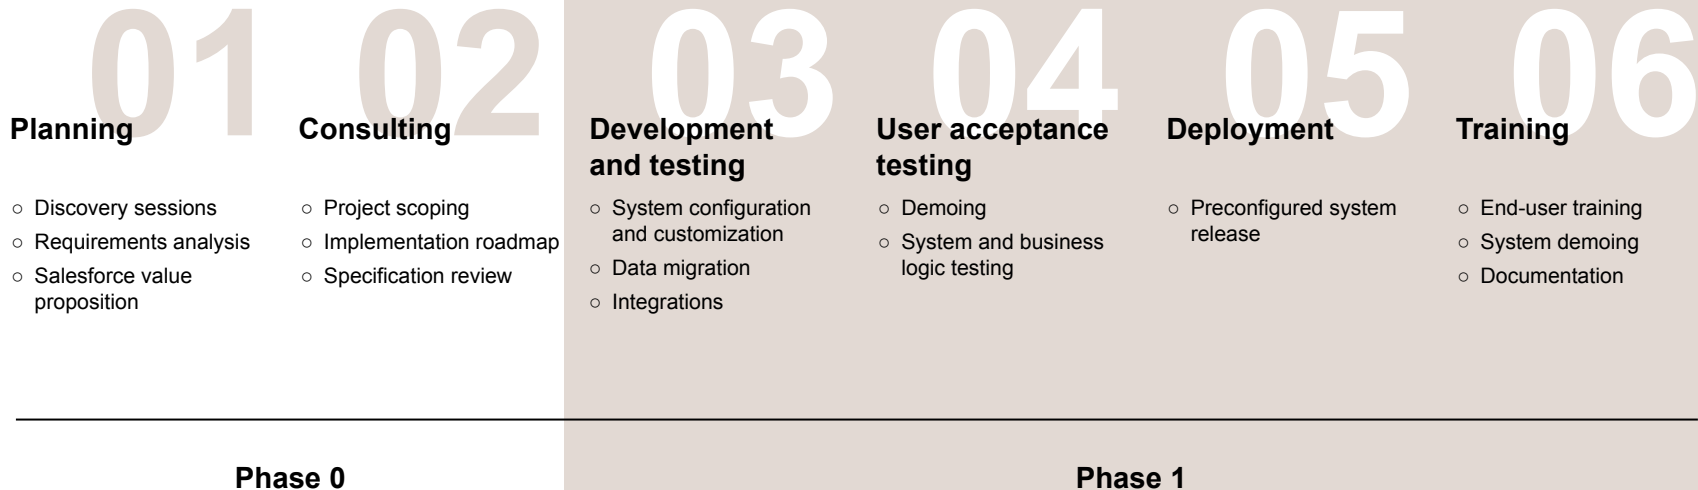 01
Planning
○ Discovery sessions
○ Requirements analysis
○ Salesforce value
proposition
02
Consulting
○ Project scoping
○ Implementation roadmap
○ Specification review
03
Development
and testing
○ System configuration
and customization
○ Data migration
○ Integrations
04
User acceptance
testing
○ Demoing
○ System and business
logic testing
05
Deployment
○ Preconfigured system
release
06
Training
○ End-user training
○ System demoing
○ Documentation
Phase 0
Phase 1